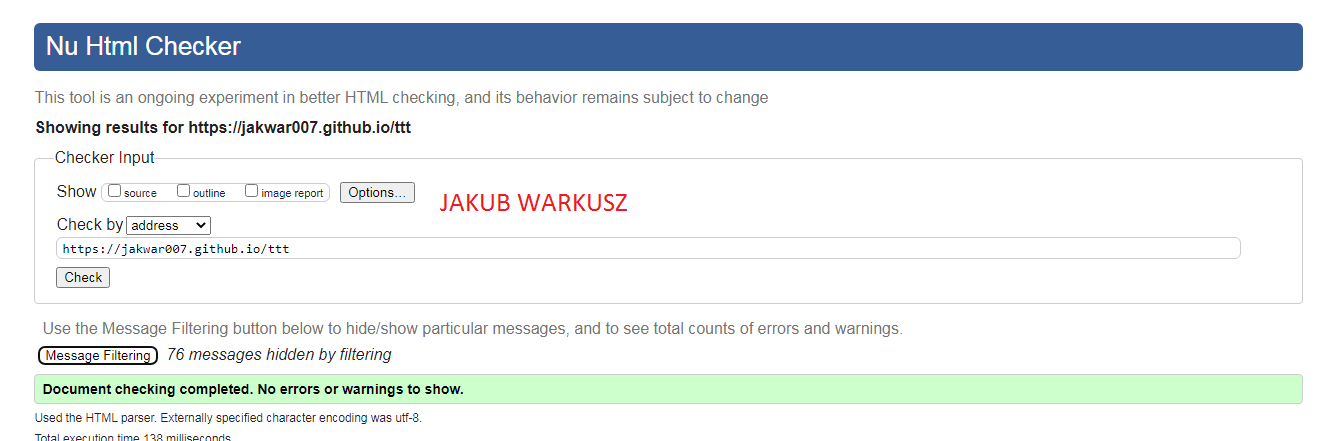 Nu Html Checker
This tool is an ongoing experiment in better HTML checking, and its behavior remains subject to change
Showing results for https://jakwar007.github.io/ttt
Checker Input
Show source outline image report Options...
JAKUB WARKUSZ
Check by address
https://jakwar007.github.io/ttt
Check
Use the Message Filtering button below to hide/show particular messages, and to see total counts of errors and warnings.
Message Filtering 76 messages hidden by filtering
Document checking completed. No errors or warnings to show.
Used the HTML parser. Externally specified character encoding was utf-8.
Total execution time 138 milliseconds.